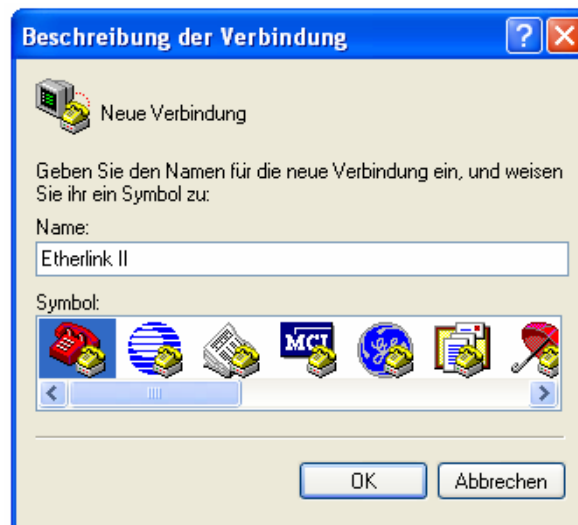 Beschreibung der Verbindung
Neue Verbindung
Geben Sie den Namen für die neue Verbindung ein, und weisen
Sie ihr ein Symbol zu:
Name:
Etherlink II
Symbol:
MCI
OK
Abbrechen